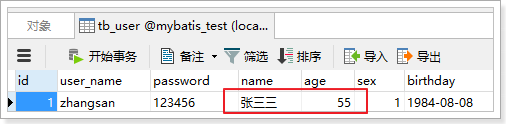 对象 tb_user @mybatis_test (loca...
开始事务 备注 筛选 排序 导入 导出
id user_name password name age sex birthday
1 zhangsan 123456 张三三 55 1 1984-08-08